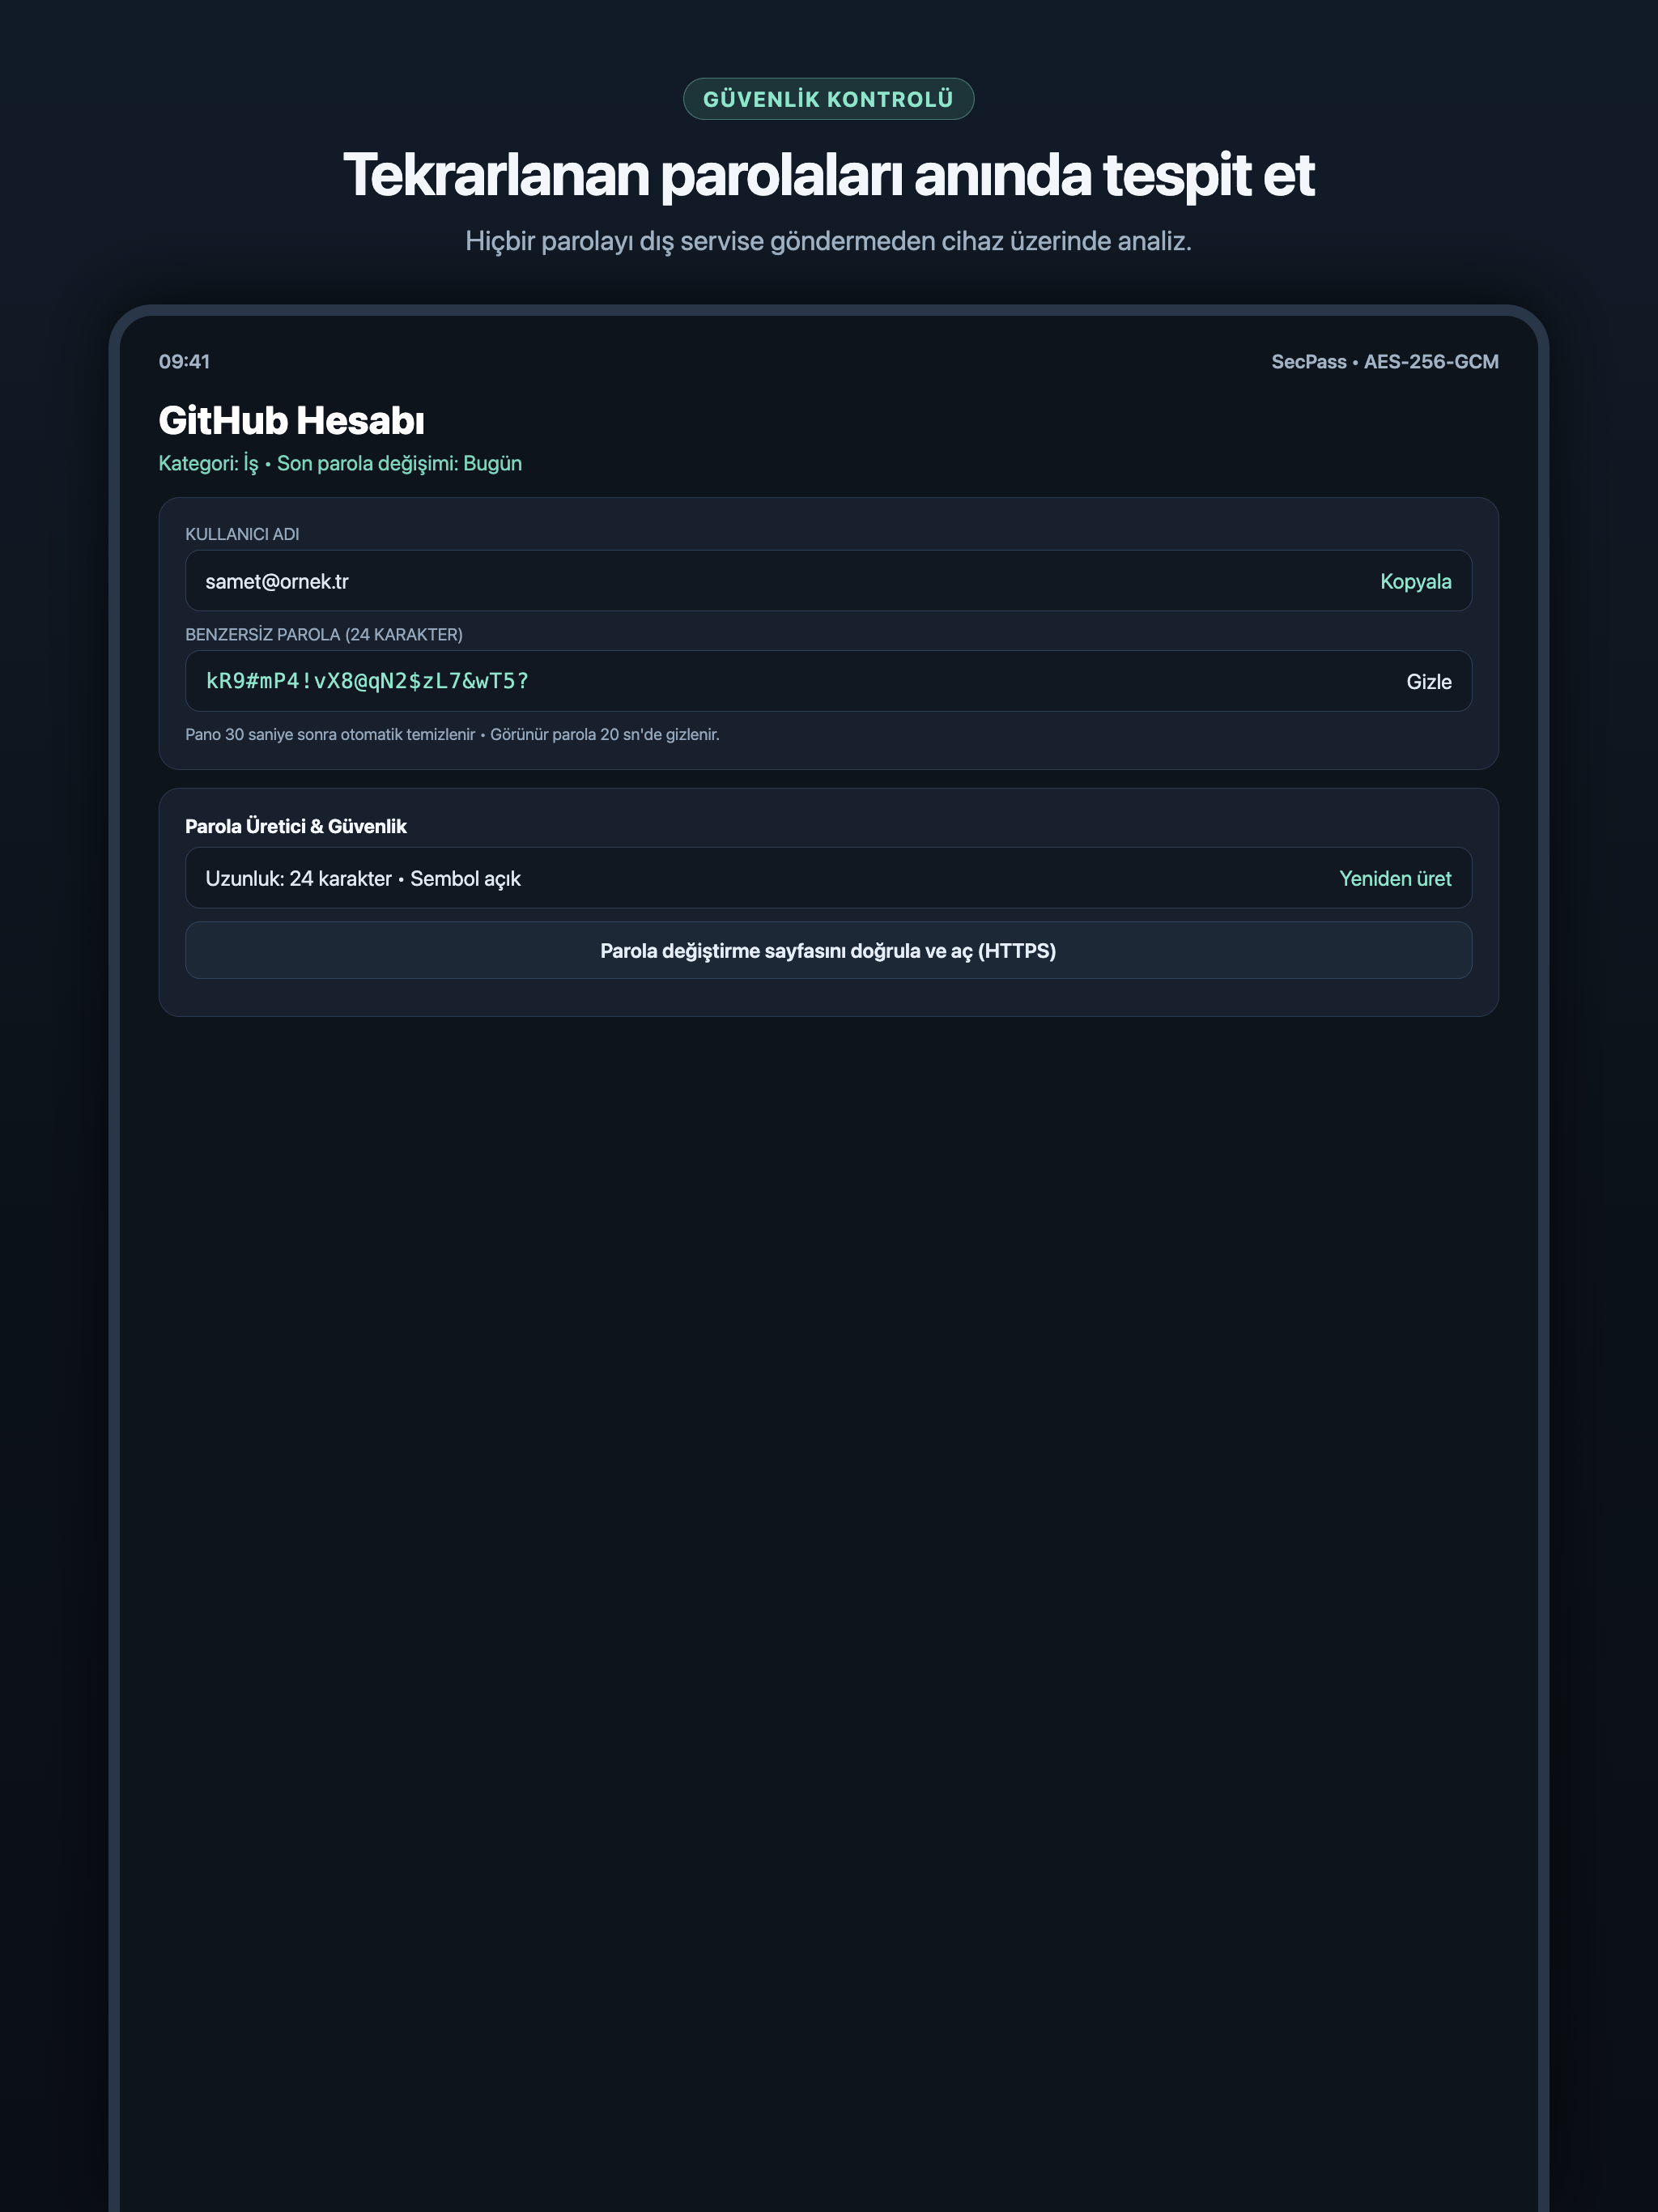 GÜVENLİK KONTROLÜ
Tekrarlanan parolaları anında tespit et
Hiçbir parolayı dış servise göndermeden cihaz üzerinde analiz.
09:41 SecPass • AES-256-GCM
GitHub Hesabı
Kategori: İş • Son parola değişimi: Bugün
KULLANICI ADI
samet@ornek.tr Kopyala
BENZERSİZ PAROLA (24 KARAKTER)
kR9#mP4!vX8@qN2$zL7&wT5? Gizle
Pano 30 saniye sonra otomatik temizlenir • Görünür parola 20 sn'de gizlenir.
Parola Üretici & Güvenlik
Uzunluk: 24 karakter • Sembol açık Yeniden üret
Parola değiştirme sayfasını doğrula ve aç (HTTPS)